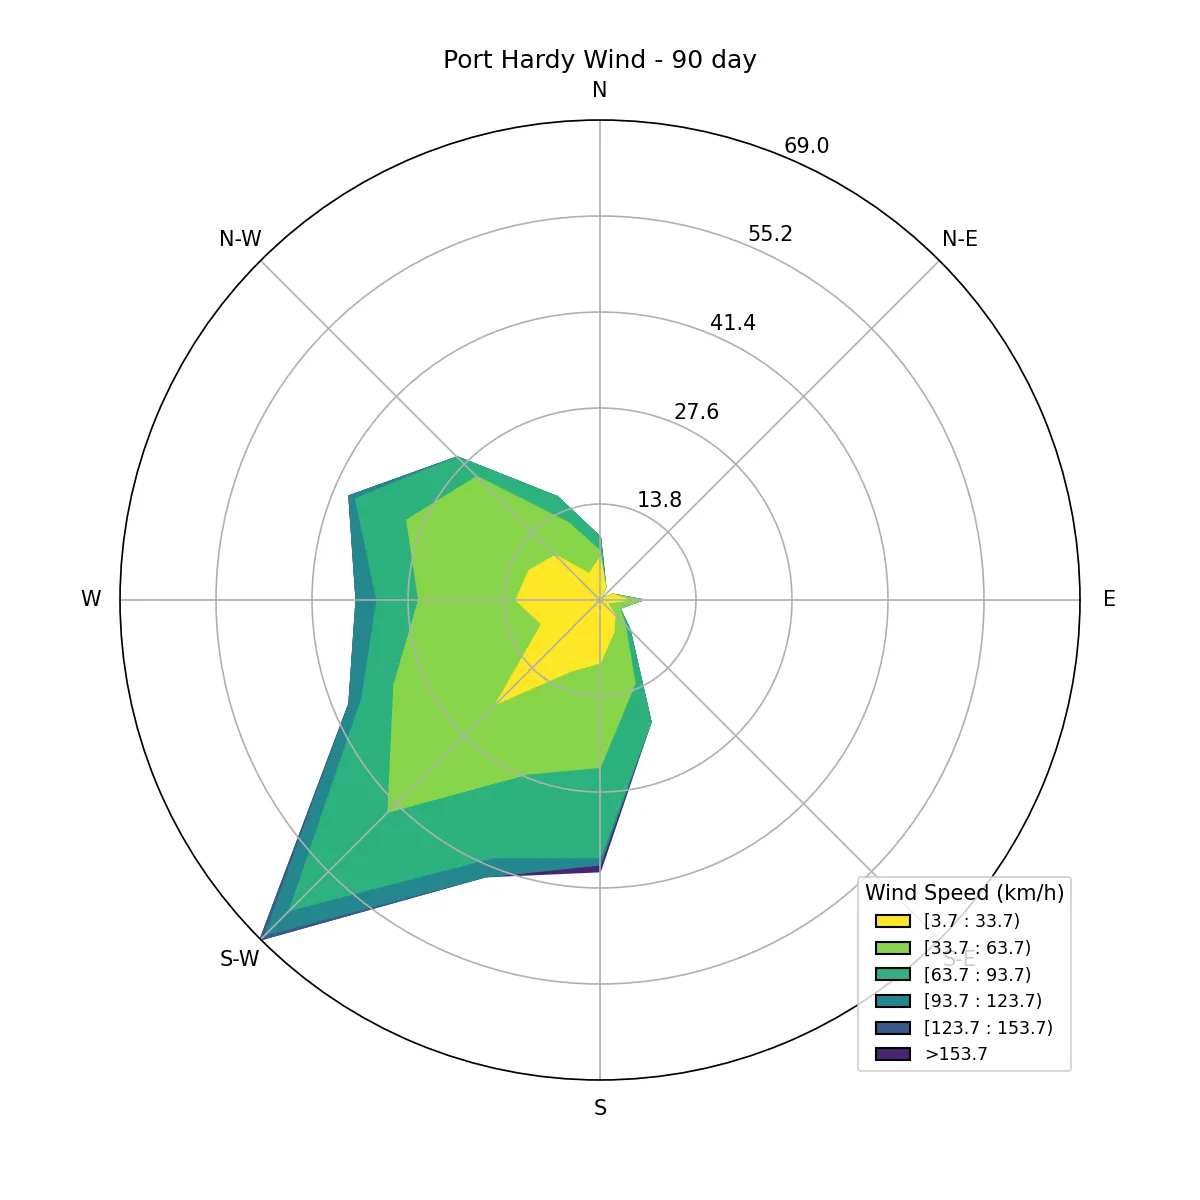 Port Hardy Wind - 90 day
N
69.0
55.2
N-W
N-E
41.4
27.6
13.8
W
E
Wind Speed (km/h)
[3.7 : 33.7)
[33.7 : 63.7)
S-W
S-E
[63.7 : 93.7)
[93.7 : 123.7)
[123.7 : 153.7)
>153.7
S